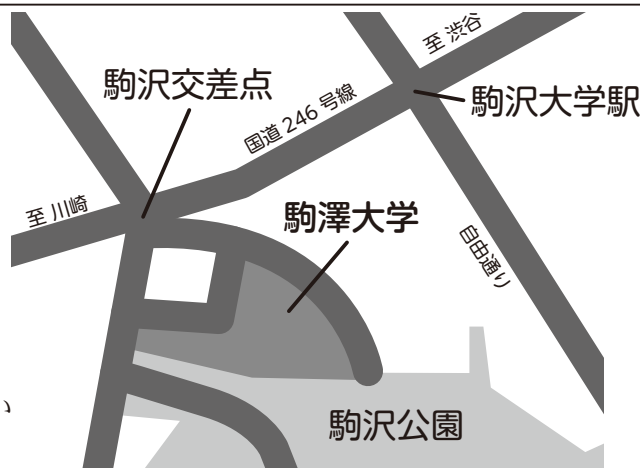 至 渋谷
駒沢交差点
国道 246 号線
駒沢大学駅
至 川崎
駒澤大学
自由通り
い
駒沢公園